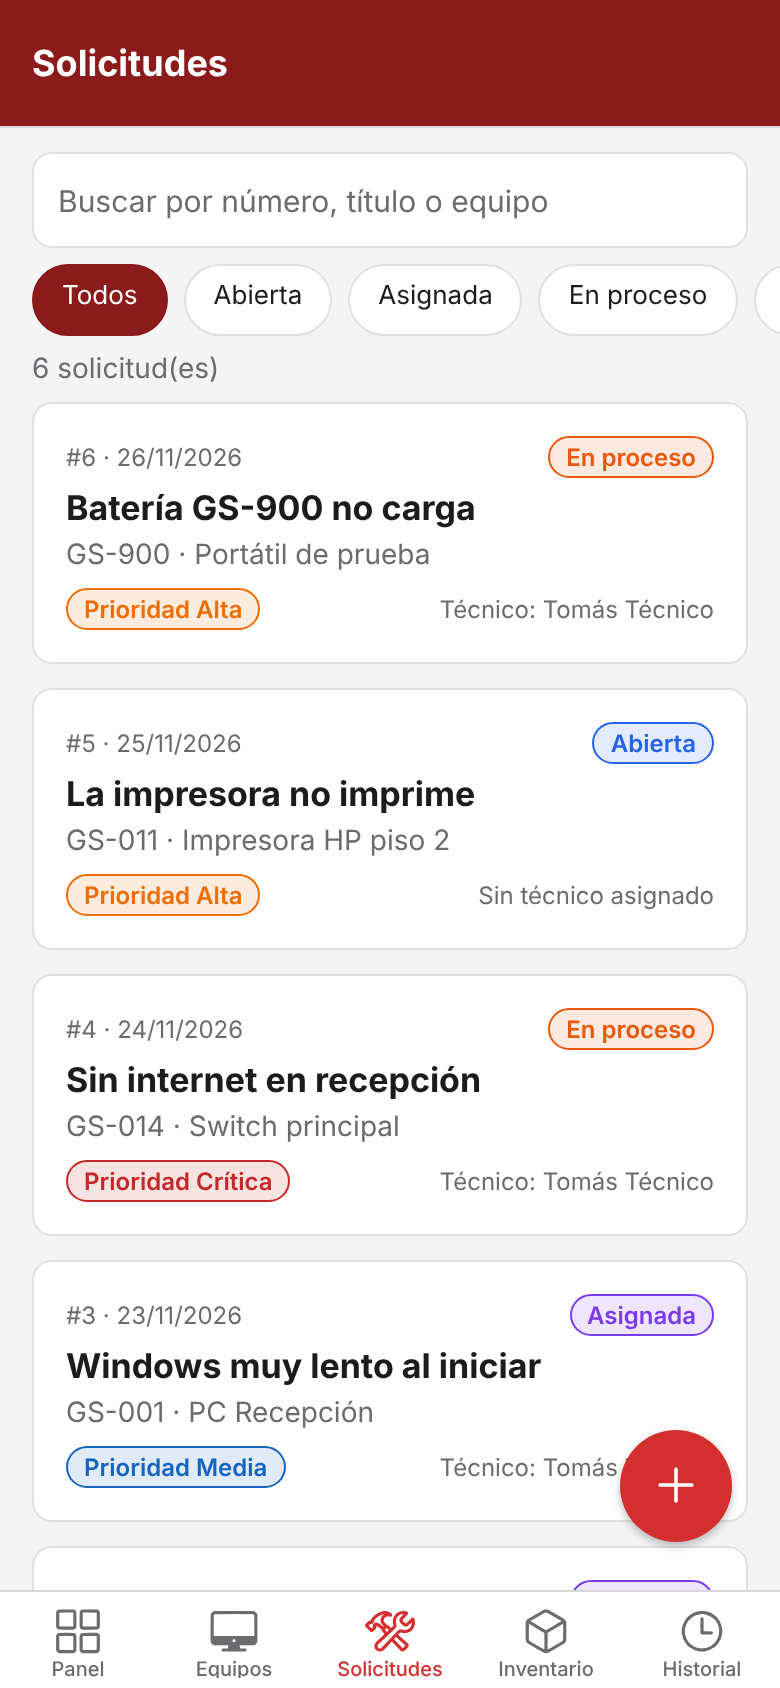 Solicitudes
Buscar por número, título o equipo
Todos
Abierta
Asignada
En proceso
6 solicitud(es)
#6 · 26/11/2026
En proceso
Batería GS-900 no carga
GS-900 · Portátil de prueba
Prioridad Alta
Técnico: Tomás Técnico
#5 · 25/11/2026
Abierta
La impresora no imprime
GS-011 · Impresora HP piso 2
Prioridad Alta
Sin técnico asignado
#4 · 24/11/2026
En proceso
Sin internet en recepción
GS-014 · Switch principal
Prioridad Crítica
Técnico: Tomás Técnico
#3 · 23/11/2026
Asignada
Windows muy lento al iniciar
GS-001 · PC Recepción
Prioridad Media
Técnico: Tomás
Panel
Equipos
Solicitudes
Inventario
Historial